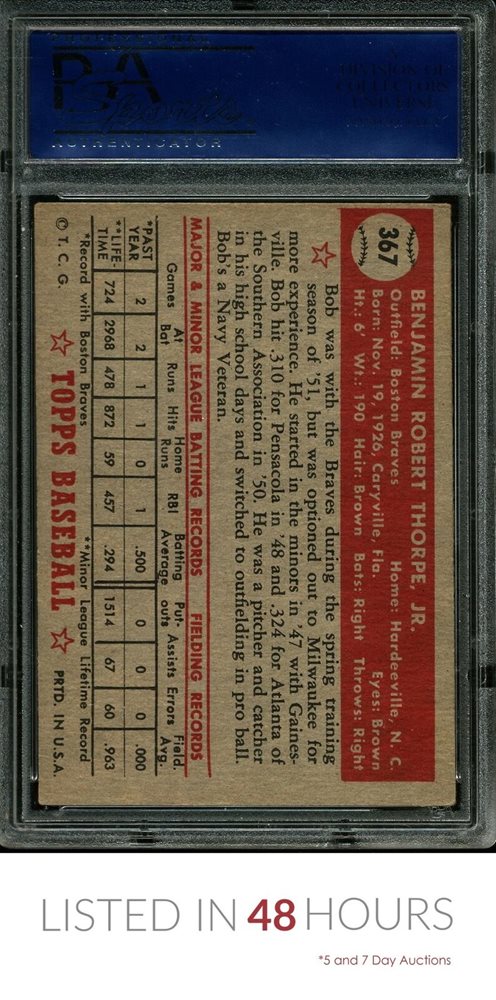 PROFESSIONAL
PSA
AUTHENTICATOR
A
DIVISION OF
COLLECTORS
UNIVERSE
367
BENJAMIN ROBERT THORPE, JR.
Outfield: Boston Braves Home: Hardeeville, N. C.
Born: Nov. 19, 1926, Caryville, Fla. Eyes: Brown
Ht.: 6' Wt.: 190 Hair: Brown Bats: Right Throws: Right
Bob was with the Braves during the spring training
season of '51, but was optioned out to Milwaukee for
more experience. He started in the minors in '47 with Gaines-
ville. Bob hit .310 for Pensacola in '48 and .324 for Atlanta of
the Southern Association in '50. He was a pitcher and catcher
in his high school days and switched to outfielding in pro ball.
Bob's a Navy Veteran.
MAJOR & MINOR LEAGUE BATTING RECORDS FIELDING RECORDS
Games At Bat Runs Hits Home Runs RBI Batting Average Put-outs Assists Errors Field. Avg.
*PAST YEAR 2 2 1 1 0 1 .500 0 0 0 .000
**LIFE-TIME 724 2968 478 872 59 457 .294 1514 67 60 .963
*Record with Boston Braves **Minor League Lifetime Record
© T. C. G. TOPPS BASEBALL PRTD. IN U.S.A.
LISTED IN 48 HOURS
*5 and 7 Day Auctions